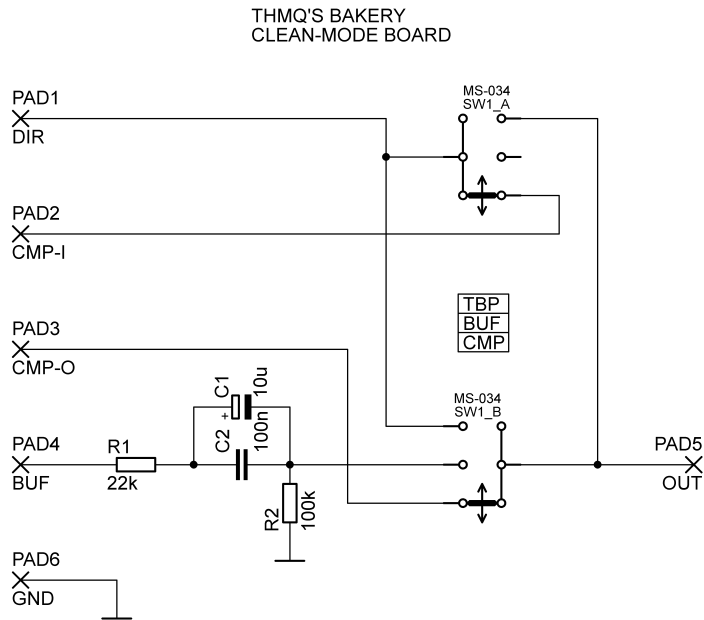 THMQ'S BAKERY
CLEAN-MODE BOARD
PAD1
DIR
MS-034
SW1_A
PAD2
CMP-I
TBP
BUF
CMP
PAD3
CMP-O
C1
10u
+
MS-034
SW1_B
PAD4
BUF
R1
22k
C2
100n
PAD5
OUT
R2
100k
PAD6
GND